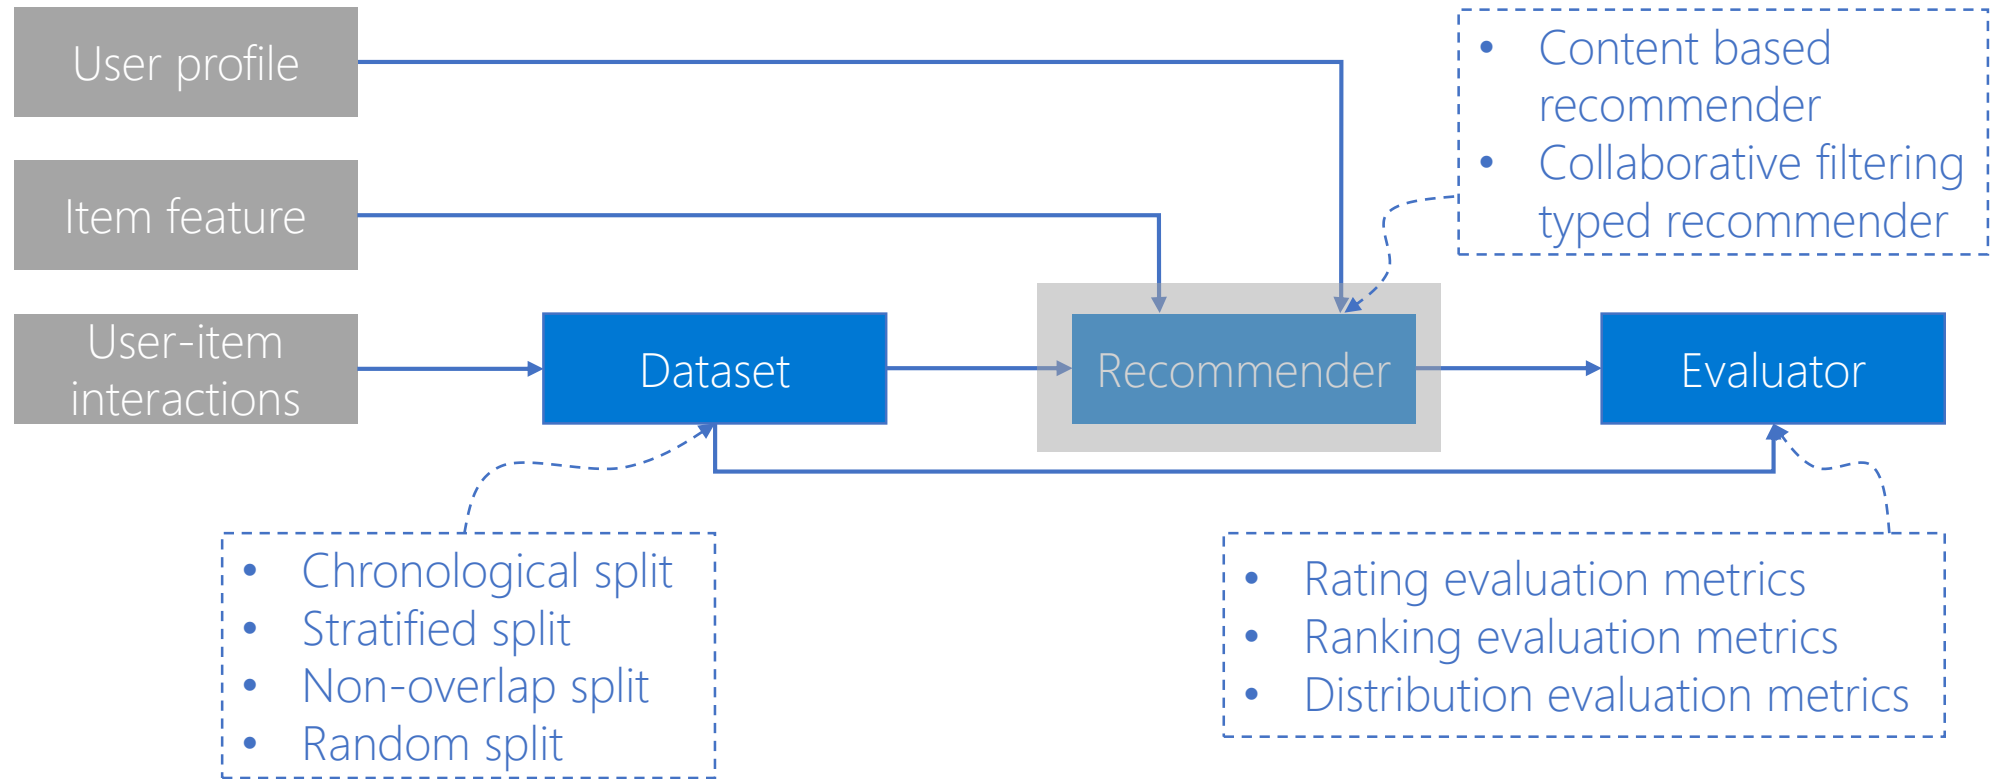 User profile
Item feature
User-item
interactions
Dataset
Recommender
Evaluator
• Content based
recommender
• Collaborative filtering
typed recommender
• Chronological split
• Stratified split
• Non-overlap split
• Random split
• Rating evaluation metrics
• Ranking evaluation metrics
• Distribution evaluation metrics